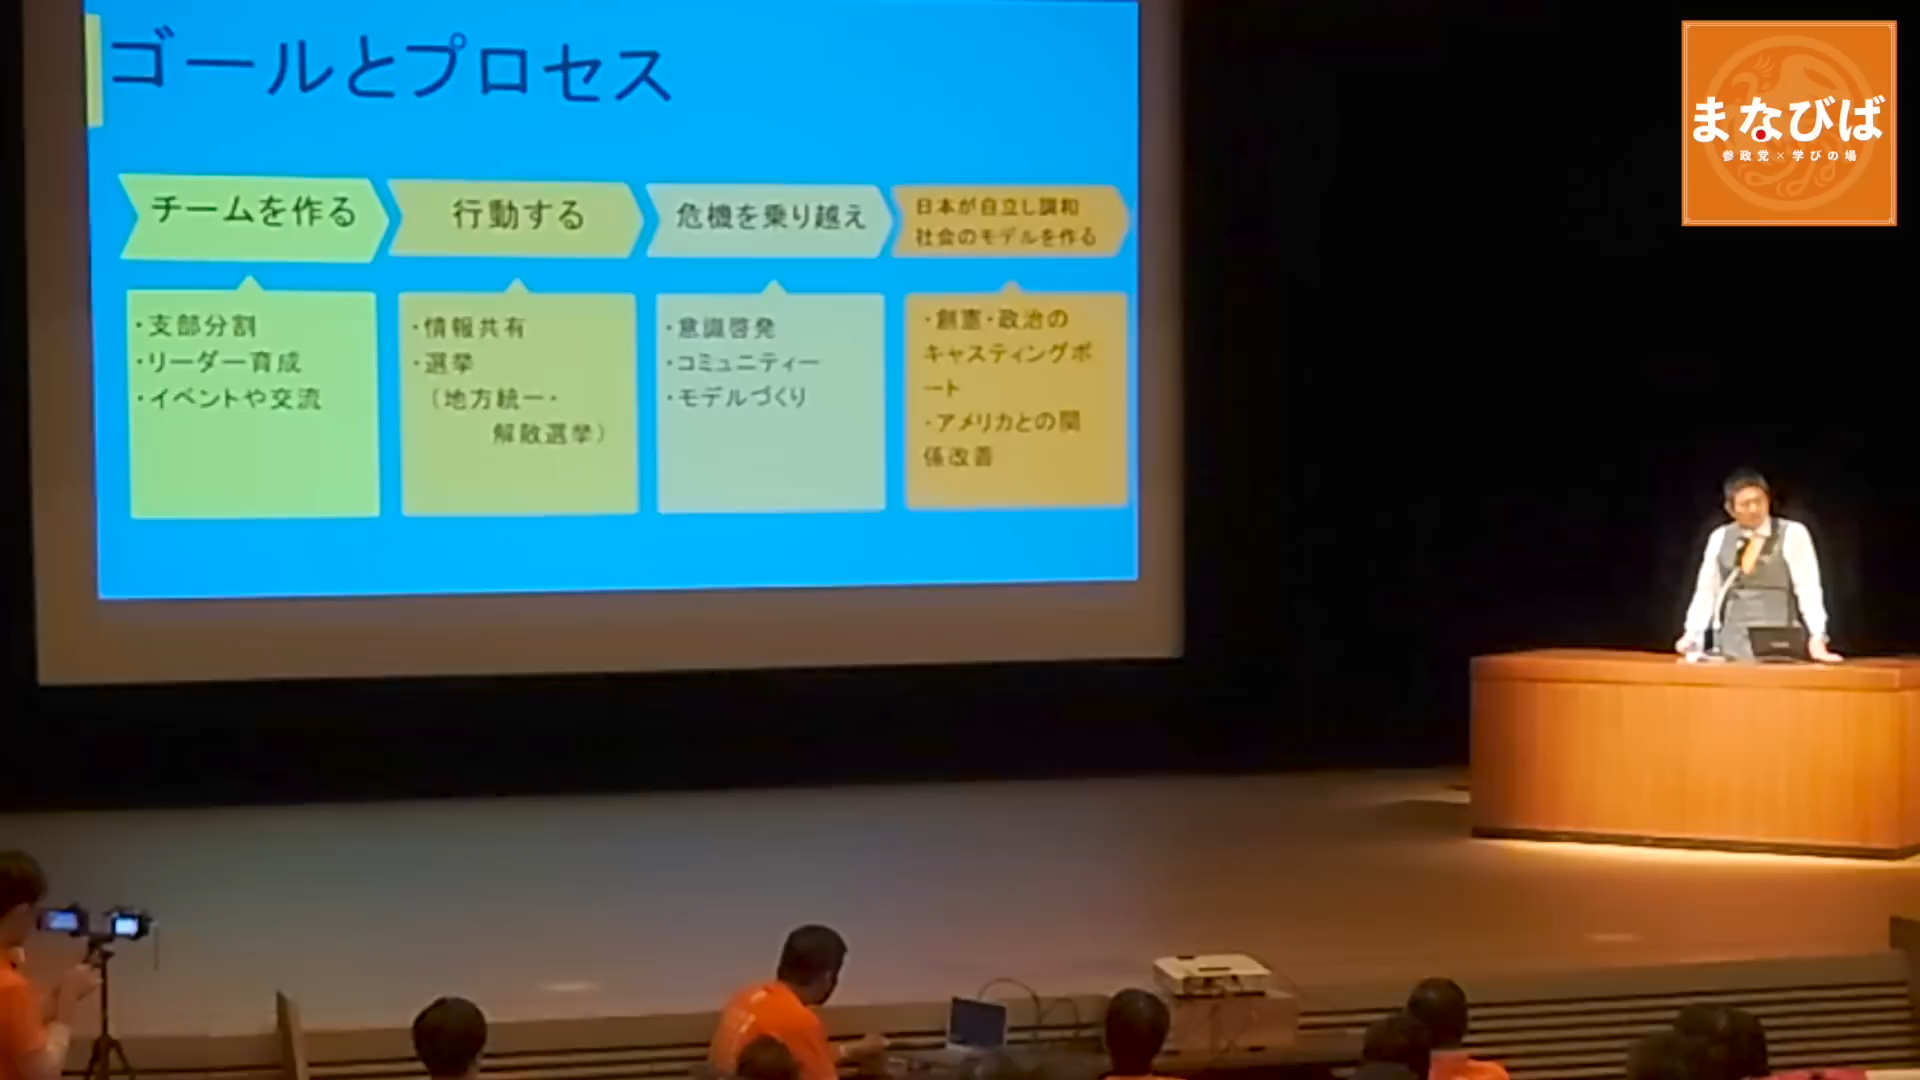 ゴールとプロセス
チームを作る
行動する
危機を乗り越え
日本が自立し調和
社会のモデルを作る
・支部分割
・リーダー育成
・イベントや交流
・情報共有
・選挙
（地方統一・
解散選挙）
・意識啓発
・コミュニティー
・モデルづくり
・創憲・政治の
キャスティングボ
ート
・アメリカとの関
係改善
まなびば
参政党×学びの場